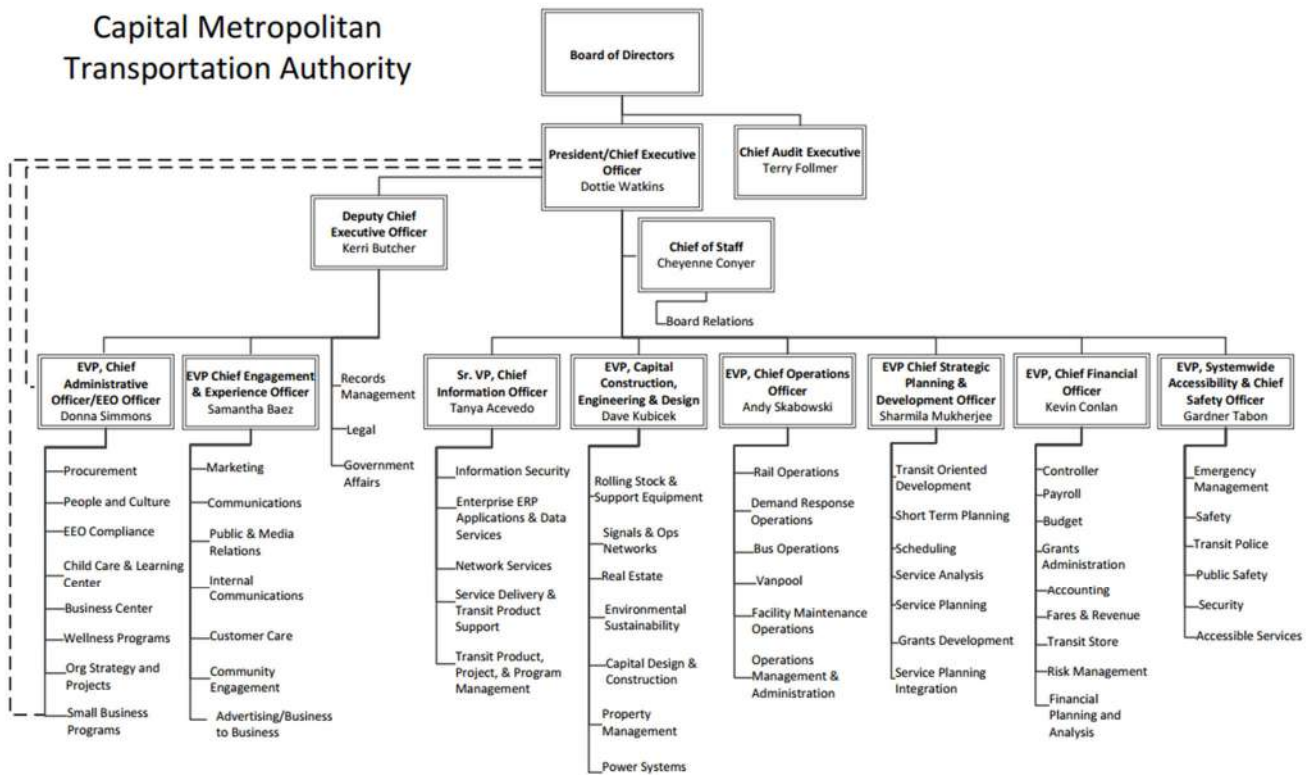 Capital Metropolitan
Transportation Authority
Board of Directors
President/Chief Executive
Officer
Dottie Watkins
Chief Audit Executive
Terry Follmer
Deputy Chief
Executive Officer
Kerri Butcher
Chief of Staff
Cheyenne Conyer
Board Relations
EVP, Chief
Administrative
Officer/EEO Officer
Donna Simmons
Procurement
People and Culture
EEO Compliance
Child Care & Learning
Center
Business Center
Wellness Programs
Org Strategy and
Projects
Small Business
Programs
EVP Chief Engagement
& Experience Officer
Samantha Baez
Marketing
Communications
Public & Media
Relations
Internal
Communications
Customer Care
Community
Engagement
Advertising/Business
to Business
Records
Management
Legal
Government
Affairs
Sr. VP, Chief
Information Officer
Tanya Acevedo
Information Security
Enterprise ERP
Applications & Data
Services
Network Services
Service Delivery &
Transit Product
Support
Transit Product,
Project, & Program
Management
EVP, Capital
Construction,
Engineering & Design
Dave Kubicek
Rolling Stock &
Support Equipment
Signals & Ops
Networks
Real Estate
Environmental
Sustainability
Capital Design &
Construction
Property
Management
Power Systems
EVP, Chief Operations
Officer
Andy Skabowski
Rail Operations
Demand Response
Operations
Bus Operations
Vanpool
Facility Maintenance
Operations
Operations
Management &
Administration
EVP Chief Strategic
Planning &
Development Officer
Sharmila Mukherjee
Transit Oriented
Development
Short Term Planning
Scheduling
Service Analysis
Service Planning
Grants Development
Service Planning
Integration
EVP, Chief Financial
Officer
Kevin Conlan
Controller
Payroll
Budget
Grants
Administration
Accounting
Fares & Revenue
Transit Store
Risk Management
Financial
Planning and
Analysis
EVP, Systemwide
Accessibility & Chief
Safety Officer
Gardner Tabon
Emergency
Management
Safety
Transit Police
Public Safety
Security
Accessible Services